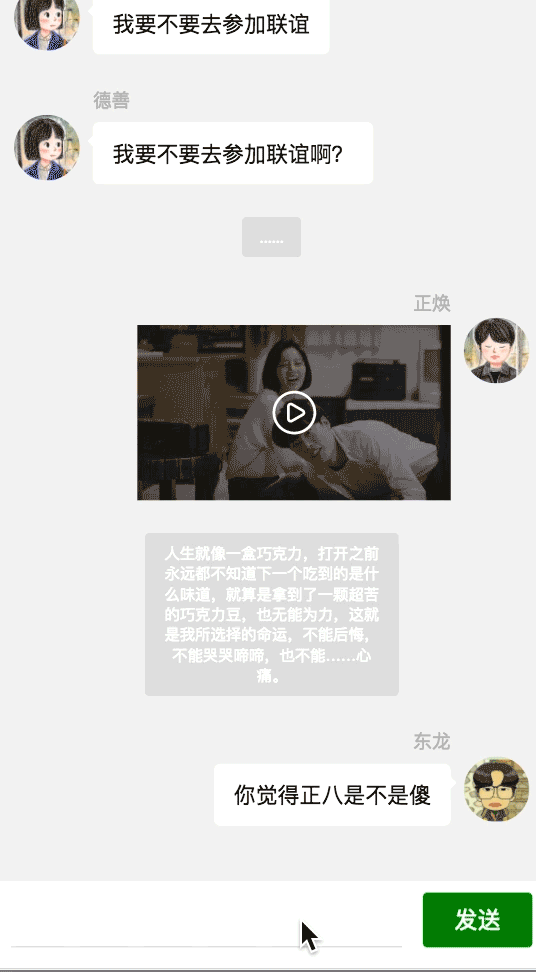 我要不要去参加联谊
德善
我要不要去参加联谊啊？
......
正焕
人生就像一盒巧克力，打开之前
永远都不知道下一个吃到的是什
么味道，就算是拿到了一颗超苦
的巧克力豆，也无能为力，这就
是我所选择的命运，不能后悔，
不能哭哭啼啼，也不能……心
痛。
东龙
你觉得正八是不是傻
发送